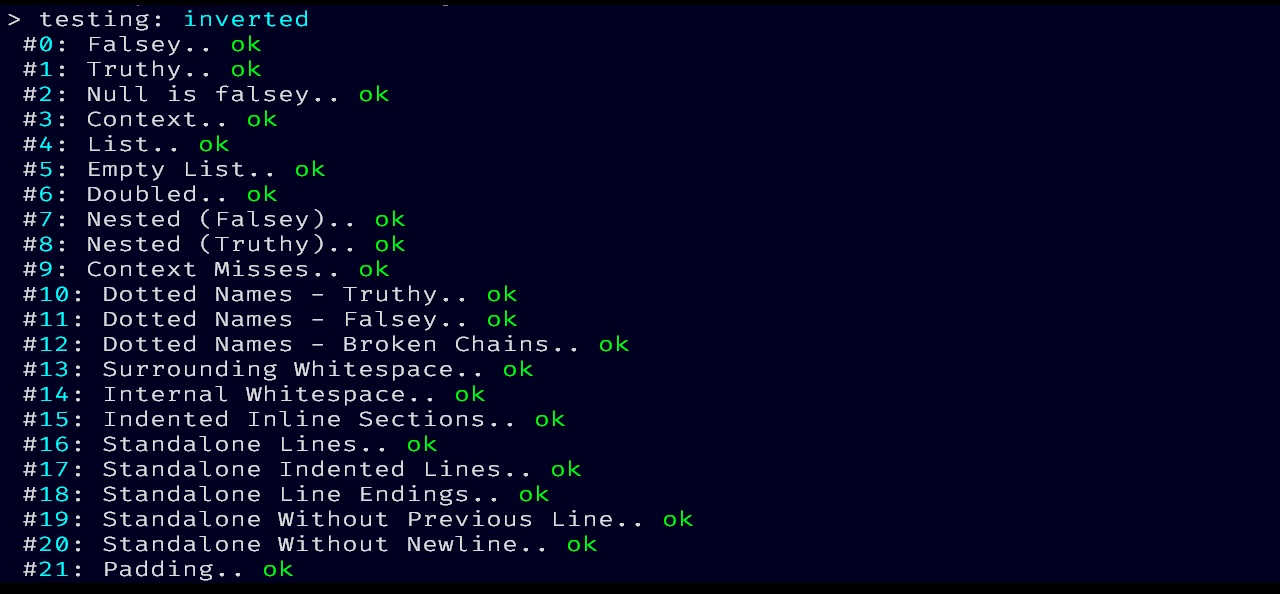 > testing: inverted
#0: Falsey.. ok
#1: Truthy.. ok
#2: Null is falsey.. ok
#3: Context.. ok
#4: List.. ok
#5: Empty List.. ok
#6: Doubled.. ok
#7: Nested (Falsey).. ok
#8: Nested (Truthy).. ok
#9: Context Misses.. ok
#10: Dotted Names - Truthy.. ok
#11: Dotted Names - Falsey.. ok
#12: Dotted Names - Broken Chains.. ok
#13: Surrounding Whitespace.. ok
#14: Internal Whitespace.. ok
#15: Indented Inline Sections.. ok
#16: Standalone Lines.. ok
#17: Standalone Indented Lines.. ok
#18: Standalone Line Endings.. ok
#19: Standalone Without Previous Line.. ok
#20: Standalone Without Newline.. ok
#21: Padding.. ok